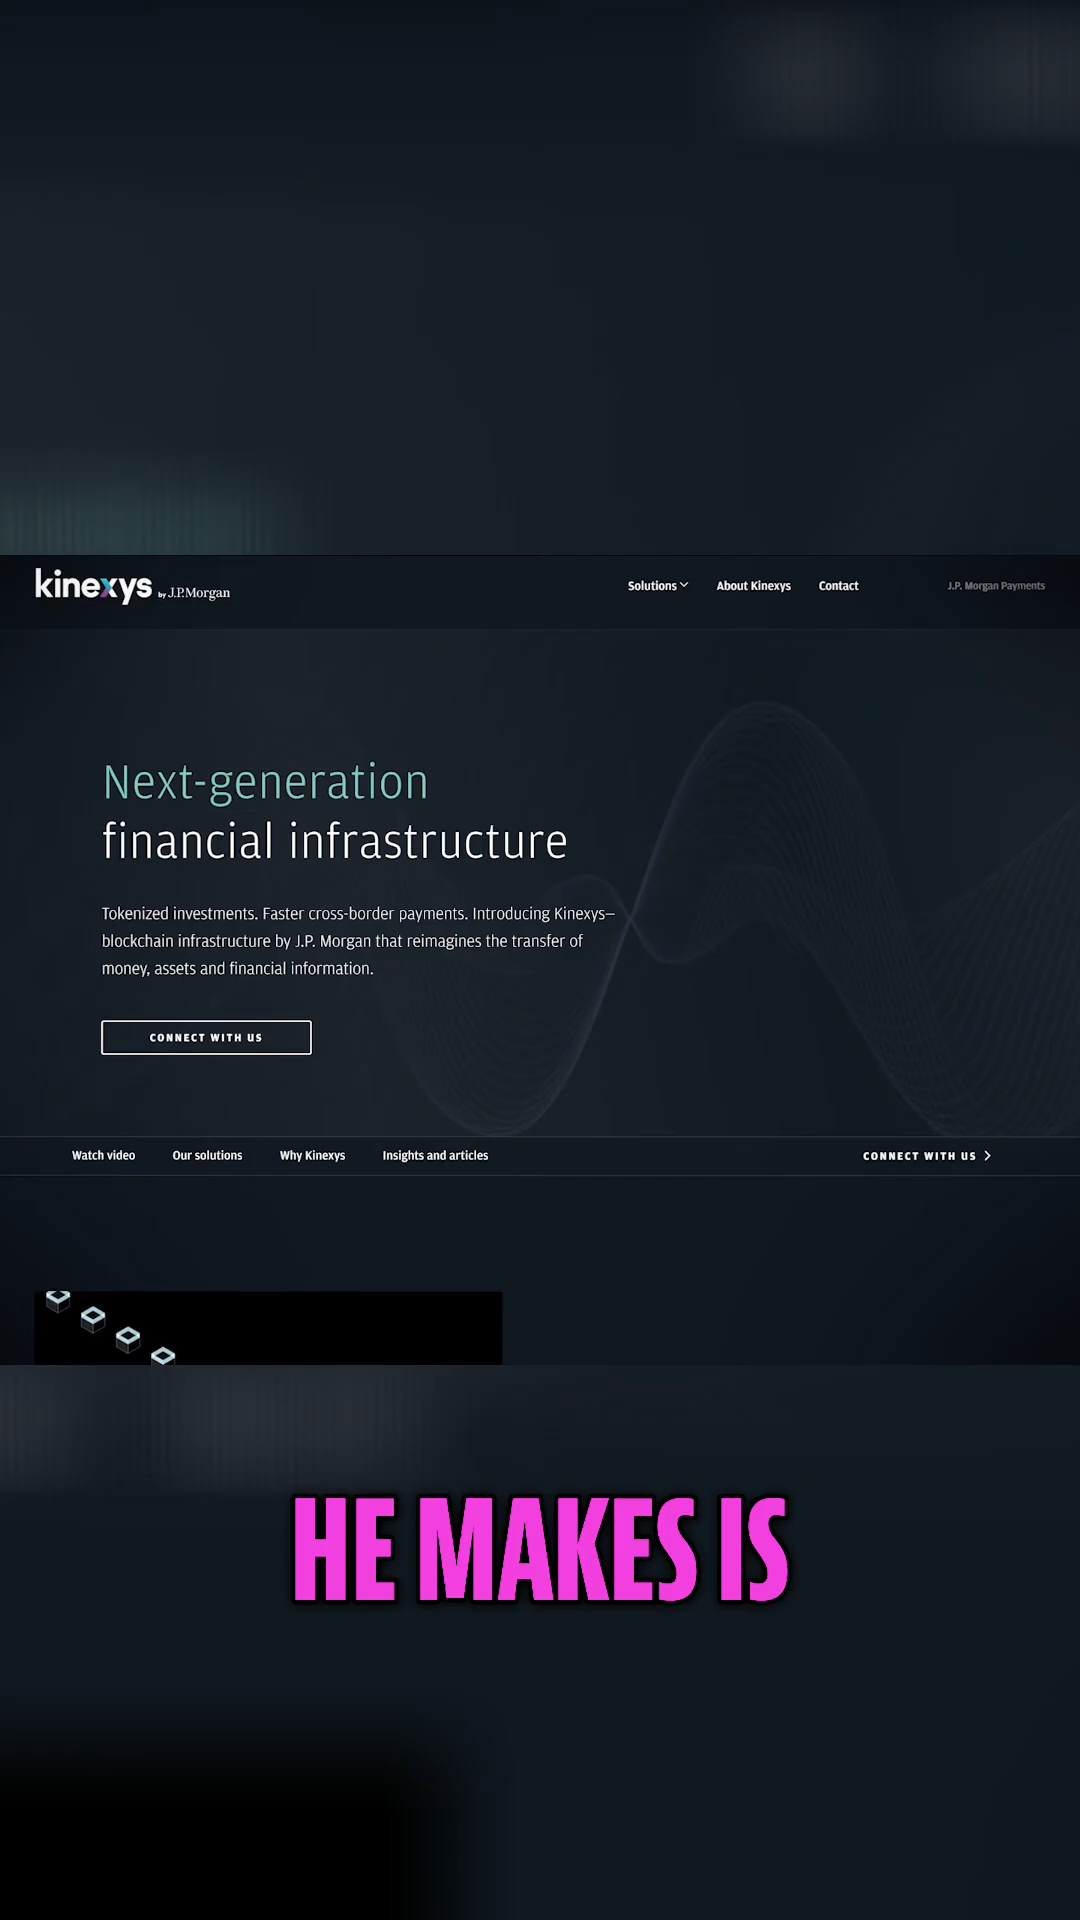 kinexys by J.P.Morgan
Solutions About Kinexys Contact J.P. Morgan Payments
Next-generation
financial infrastructure
Tokenized investments. Faster cross-border payments. Introducing Kinexys—
blockchain infrastructure by J.P. Morgan that reimagines the transfer of
money, assets and financial information.
CONNECT WITH US
Watch video Our solutions Why Kinexys Insights and articles CONNECT WITH US
HE MAKES IS